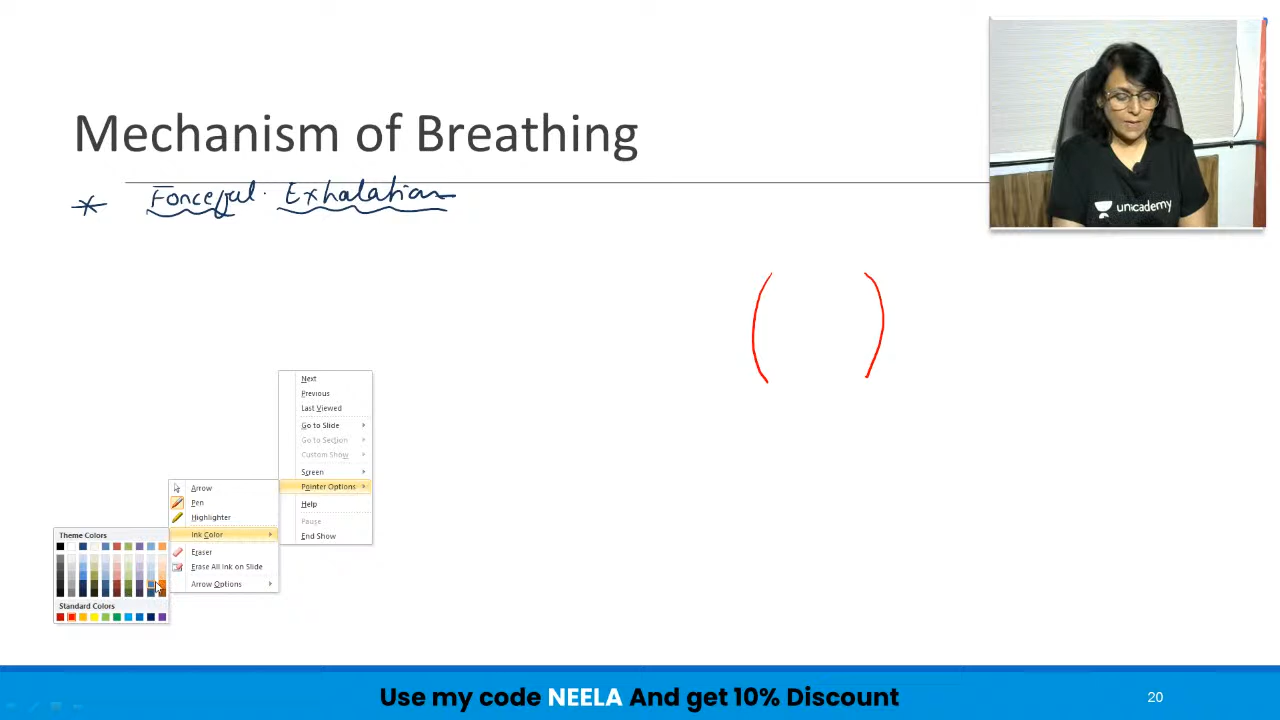 unacademy
Mechanism of Breathing
* Forceful. Exhalation
Next
Previous
Last Viewed
Go to Slide
Go to Section
Custom Show
Screen
Pointer Options
Help
Pause
End Show
Arrow
Pen
Highlighter
Ink Color
Eraser
Erase All Ink on Slide
Arrow Options
Theme Colors
Standard Colors
Use my code NEELA And get 10% Discount
20